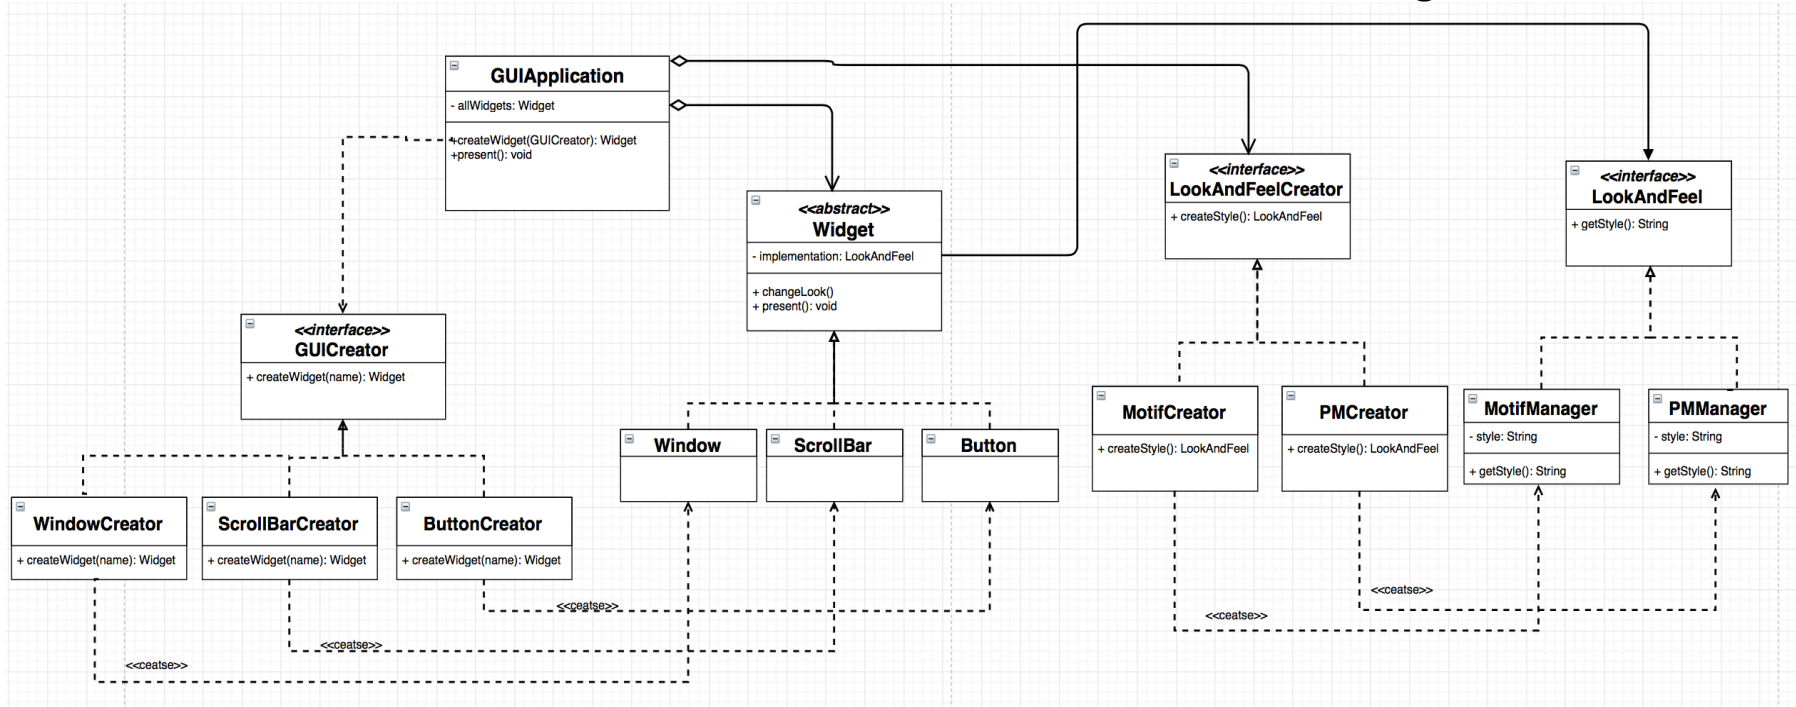 GUIApplication
- allWidgets: Widget
+createWidget(GUICreator): Widget
+present(): void
<<interface>>
LookAndFeelCreator
+ createStyle(): LookAndFeel
<<interface>>
LookAndFeel
+ getStyle(): String
<<abstract>>
Widget
- implementation: LookAndFeel
+ changeLook()
+ present(): void
<<interface>>
GUICreator
+ createWidget(name): Widget
MotifCreator
+ createStyle(): LookAndFeel
PMCreator
+ createStyle(): LookAndFeel
MotifManager
- style: String
+ getStyle(): String
PMManager
- style: String
+ getStyle(): String
Window
ScrollBar
Button
WindowCreator
+ createWidget(name): Widget
ScrollBarCreator
+ createWidget(name): Widget
ButtonCreator
+ createWidget(name): Widget
<<ceatse>>
<<ceatse>>
<<ceatse>>
<<ceatse>>
<<ceatse>>